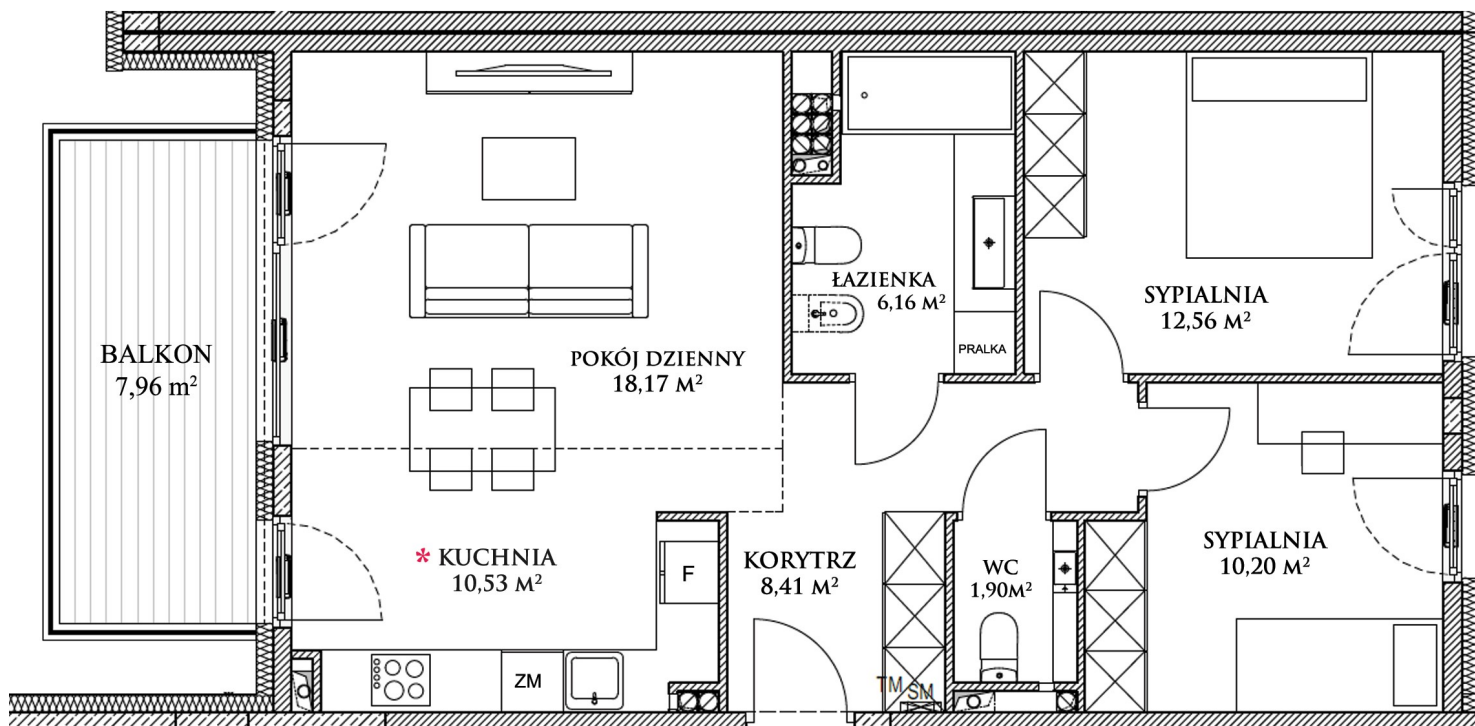 BALKON
7,96 m²
POKÓJ DZIENNY
18,17 M²
ŁAZIENKA
6,16 M²
PRALKA
SYPIALNIA
12,56 M²
* KUCHNIA
10,53 M²
F
ZM
KORYTRZ
8,41 M²
TM SM
WC
1,90M²
SYPIALNIA
10,20 M²